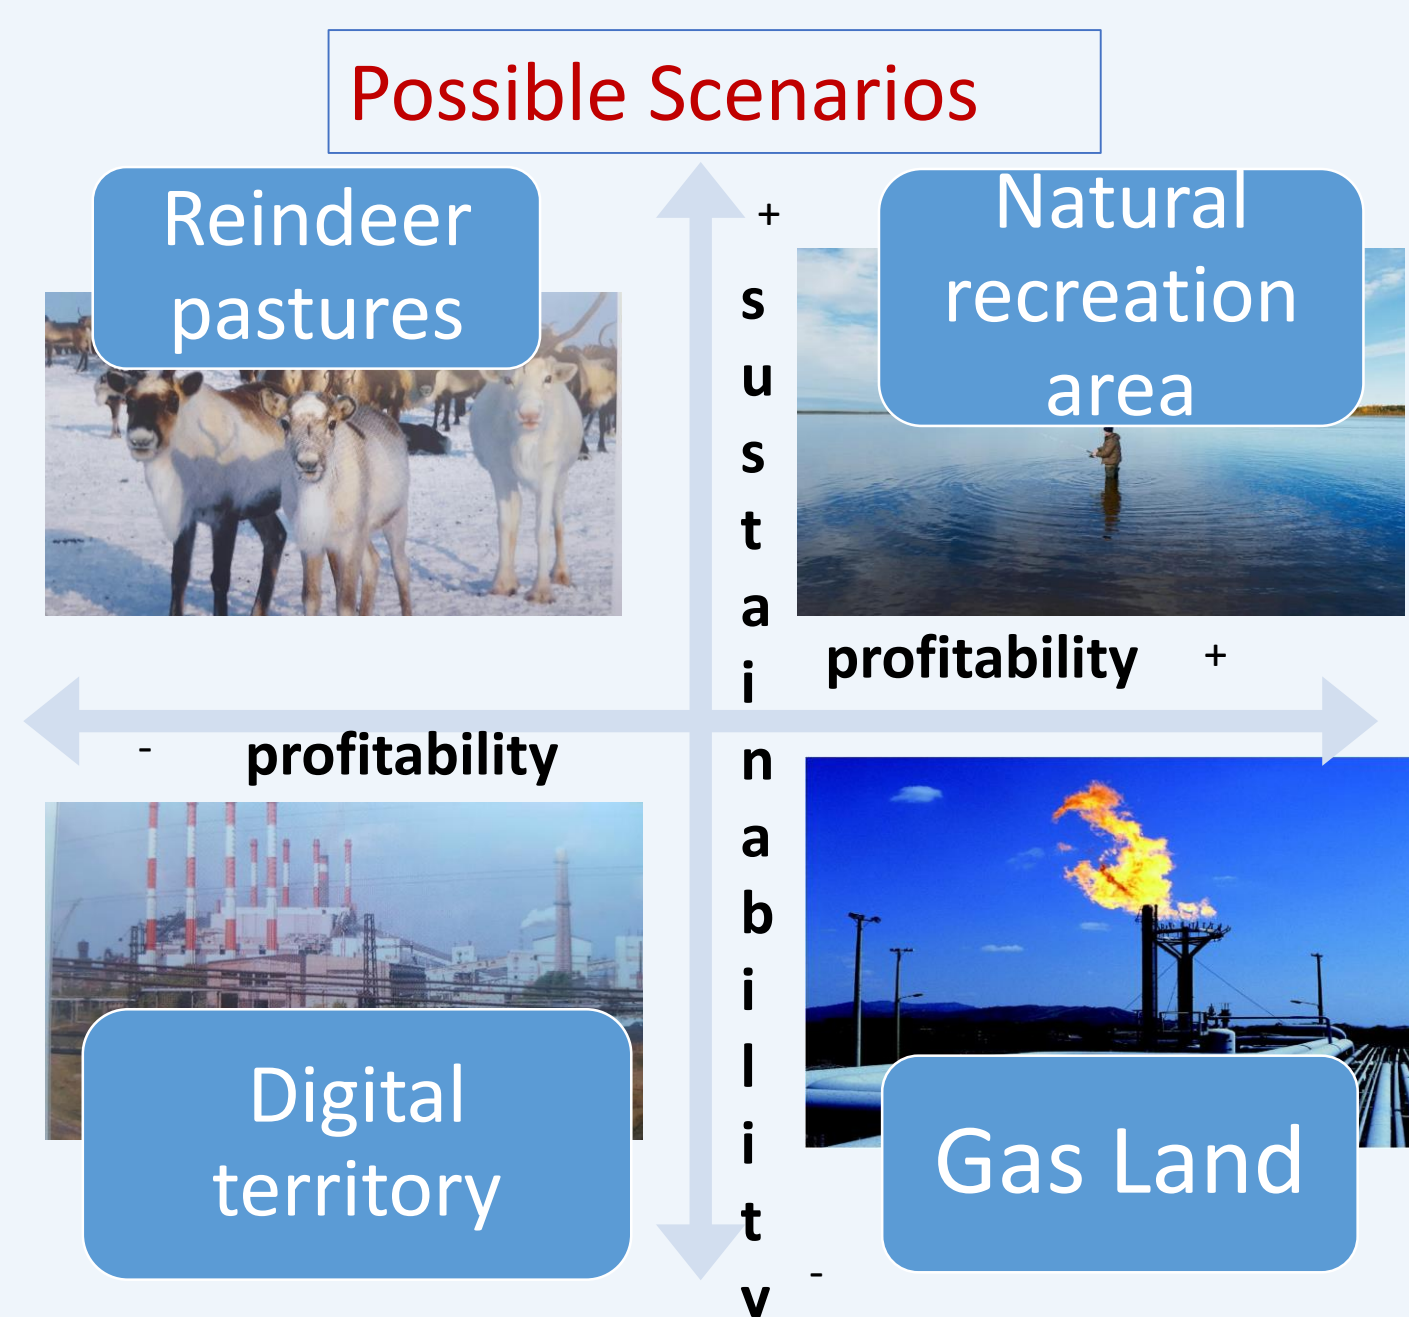 Possible Scenarios
Reindeer
pastures
+
Natural
recreation
area
s
u
s
t
a
i
n
a
b
i
l
i
t
y
profitability +
- profitability
Digital
territory
Gas Land
-